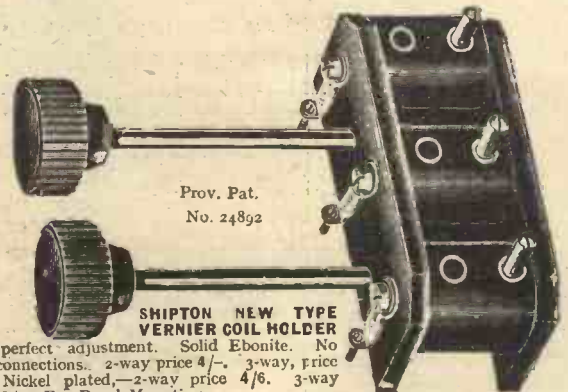 Prov. Pat.
No. 24892
SHIPTON NEW TYPE
VERNIER COIL HOLDER
perfect adjustment. Solid Ebonite. No
connections. 2-way price 4/-. 3-way, price
Nickel plated,—2-way price 4/6. 3-way